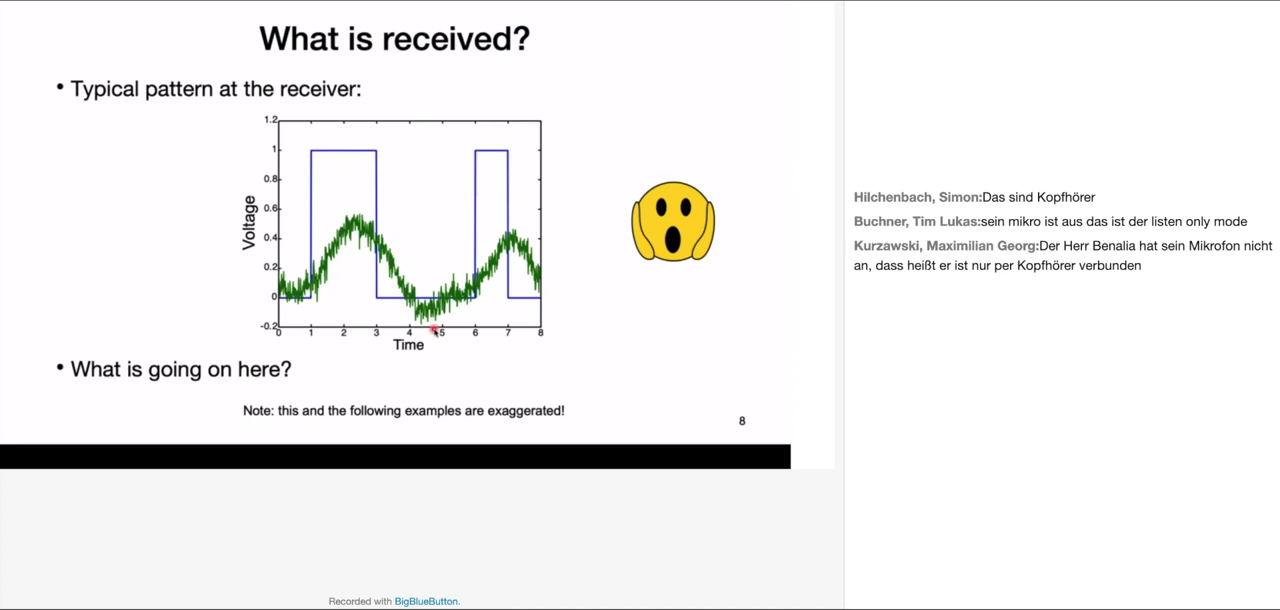 What is received?
• Typical pattern at the receiver:
1.2
1
0.8
0.6
0.4
0.2
0
-0.2
Voltage
0 1 2 3 4 5 6 7 8
Time
• What is going on here?
Note: this and the following examples are exaggerated!
8
Hilchenbach, Simon:Das sind Kopfhörer
Buchner, Tim Lukas:sein mikro ist aus das ist der listen only mode
Kurzawski, Maximilian Georg:Der Herr Benalia hat sein Mikrofon nicht
an, dass heißt er ist nur per Kopfhörer verbunden
Recorded with BigBlueButton.